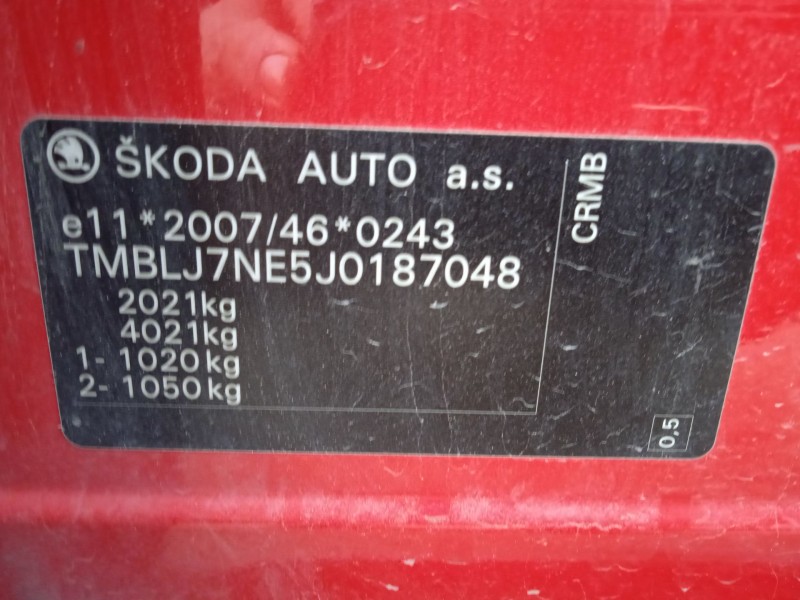 ŠKODA AUTO a.s.
e11*2007/46*0243
TMBLJ7NE5J0187048
2021kg
4021kg
1- 1020kg
2- 1050kg
CRMB
0,5